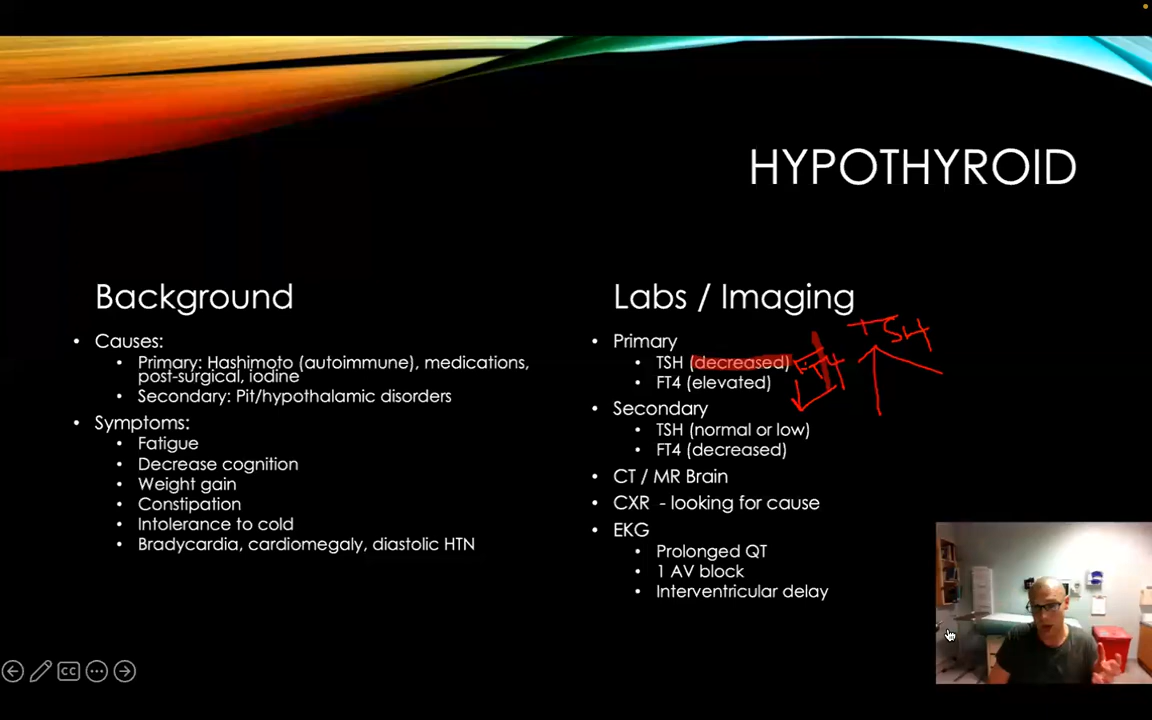 HYPOTHYROID
Background
• Causes:
• Primary: Hashimoto (autoimmune), medications,
post-surgical, iodine
• Secondary: Pit/hypothalamic disorders
• Symptoms:
• Fatigue
• Decrease cognition
• Weight gain
• Constipation
• Intolerance to cold
• Bradycardia, cardiomegaly, diastolic HTN
Labs / Imaging
• Primary
• TSH (decreased) FT4 TSH
• FT4 (elevated)
• Secondary
• TSH (normal or low)
• FT4 (decreased)
• CT / MR Brain
• CXR - looking for cause
• EKG
• Prolonged QT
• 1 AV block
• Interventricular delay
CC